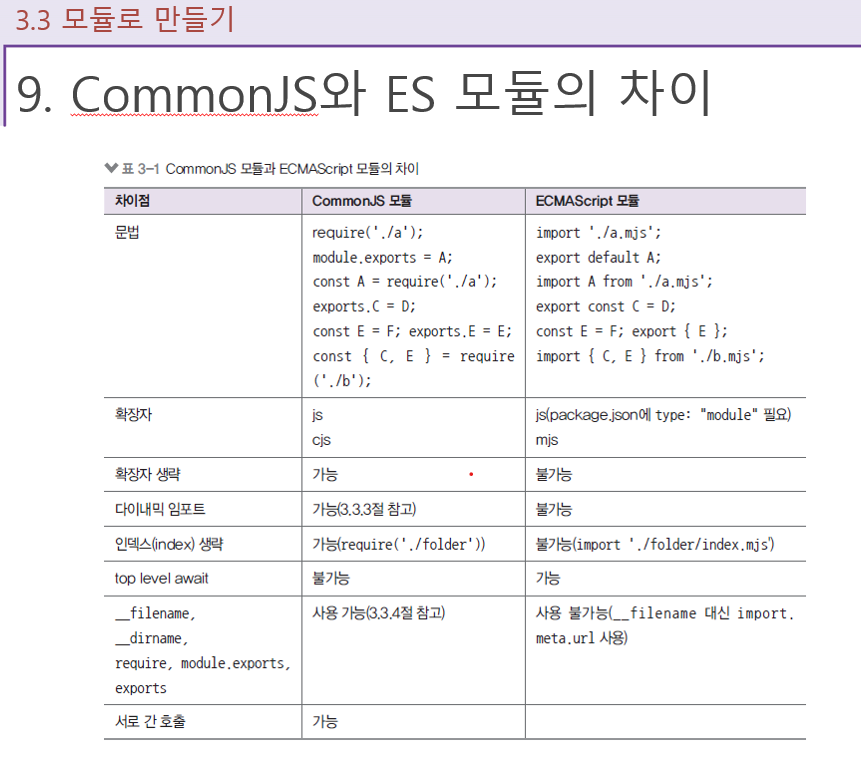 3.3 모듈로 만들기
9. CommonJS와 ES 모듈의 차이
표 3-1 CommonJS 모듈과 ECMAScript 모듈의 차이
차이점 CommonJS 모듈 ECMAScript 모듈
문법
require('./a');
module.exports = A;
const A = require('./a');
exports.C = D;
const E = F; exports.E = E;
const { C, E } = require
('./b');
import './a.mjs';
export default A;
import A from './a.mjs';
export const C = D;
const E = F; export { E };
import { C, E } from './b.mjs';
확장자
js
cjs
js(package.json에 type: "module" 필요)
mjs
확장자 생략 가능 불가능
다이내믹 임포트 가능(3.3.3절 참고) 불가능
인덱스(index) 생략 가능(require('./folder')) 불가능(import './folder/index.mjs')
top level await 불가능 가능
__filename,
__dirname,
require, module.exports,
exports
사용 가능(3.3.4절 참고)
사용 불가능(__filename 대신 import.
meta.url 사용)
서로 간 호출 가능